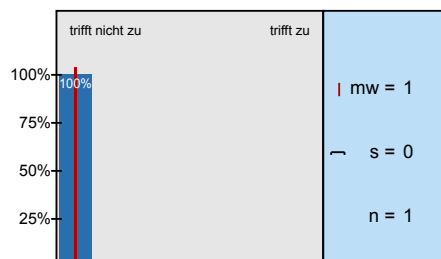 trifft nicht zu trifft zu
100%
100%
mw = 1
75%
50%
s = 0
25%
n = 1